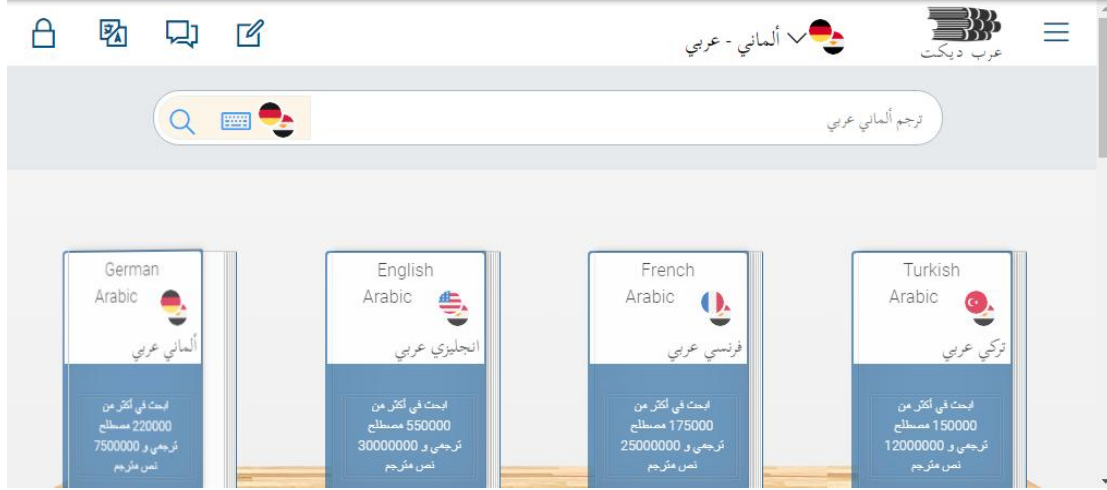 عرب ديكت
ألماني - عربي
ترجم ألماني عربي
Turkish
Arabic
تركي عربي
ابحث في أكثر من
150000 مصطلح
ترجمي و 12000000
نص مترجم
French
Arabic
فرنسي عربي
ابحث في أكثر من
175000 مصطلح
ترجمي و 25000000
نص مترجم
English
Arabic
انجليزي عربي
ابحث في أكثر من
550000 مصطلح
ترجمي و 30000000
نص مترجم
German
Arabic
ألماني عربي
ابحث في أكثر من
220000 مصطلح
ترجمي و 7500000
نص مترجم